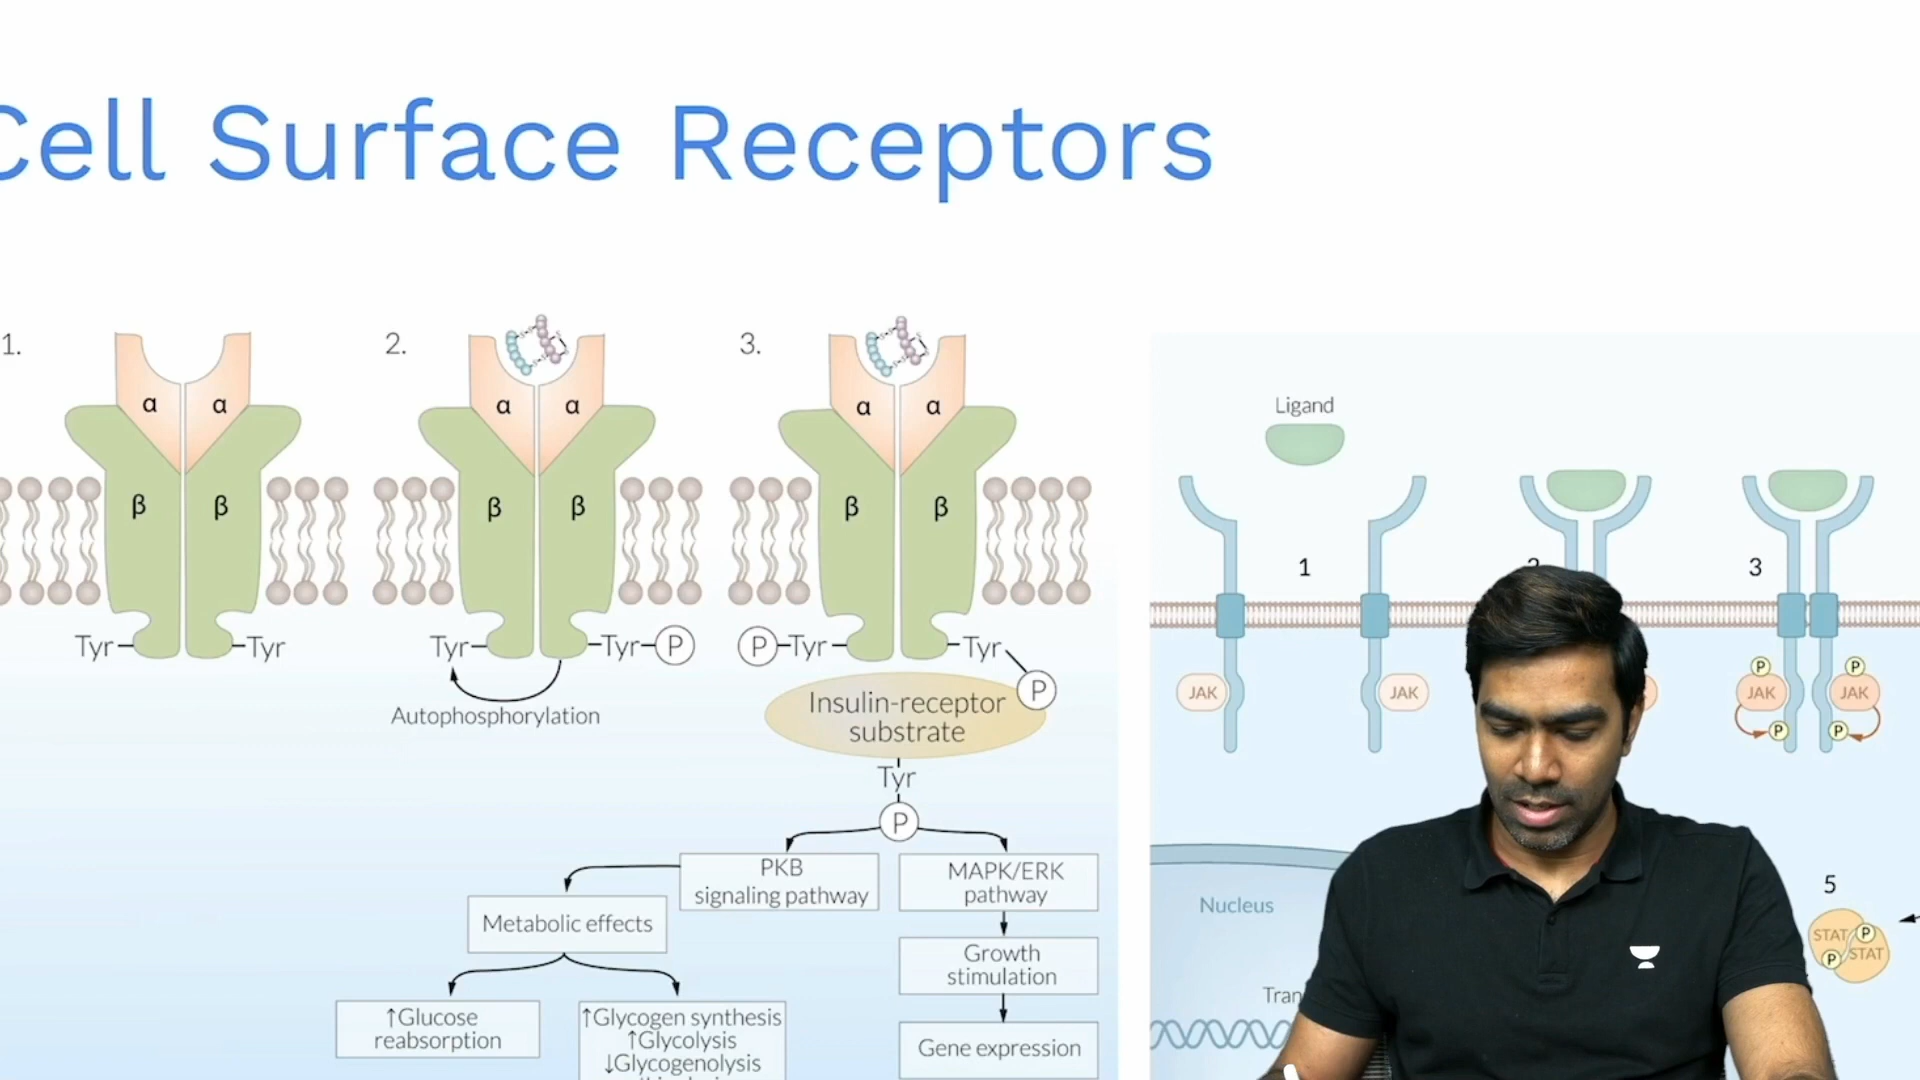 Cell Surface Receptors
1.
α α
β β
Tyr Tyr
2.
α α
β β
Tyr Tyr P
Autophosphorylation
3.
α α
β β
P Tyr Tyr
P
Insulin-receptor
substrate
Tyr
P
PKB
signaling pathway
MAPK/ERK
pathway
Metabolic effects
Growth
stimulation
↑Glucose
reabsorption
↑Glycogen synthesis
↑Glycolysis
↓Glycogenolysis
Gene expression
Ligand
1
3
JAK JAK
P P
JAK JAK
P P
Nucleus
5
STAT P
P STAT